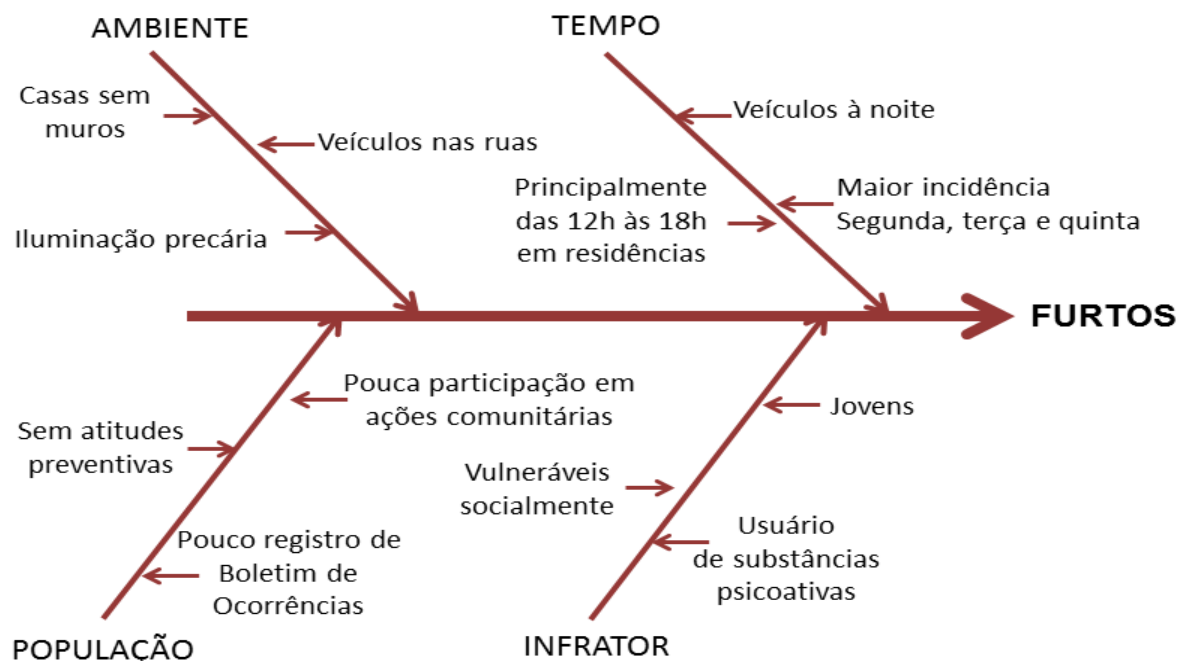 AMBIENTE
Casas sem
muros
Veículos nas ruas
Iluminação precária
TEMPO
Veículos à noite
Principalmente
das 12h às 18h
em residências
Maior incidência
Segunda, terça e quinta
FURTOS
Pouca participação em
ações comunitárias
Sem atitudes
preventivas
Pouco registro de
Boletim de
Ocorrências
POPULAÇÃO
Jovens
Vulneráveis
socialmente
Usuário
de substâncias
psicoativas
INFRATOR